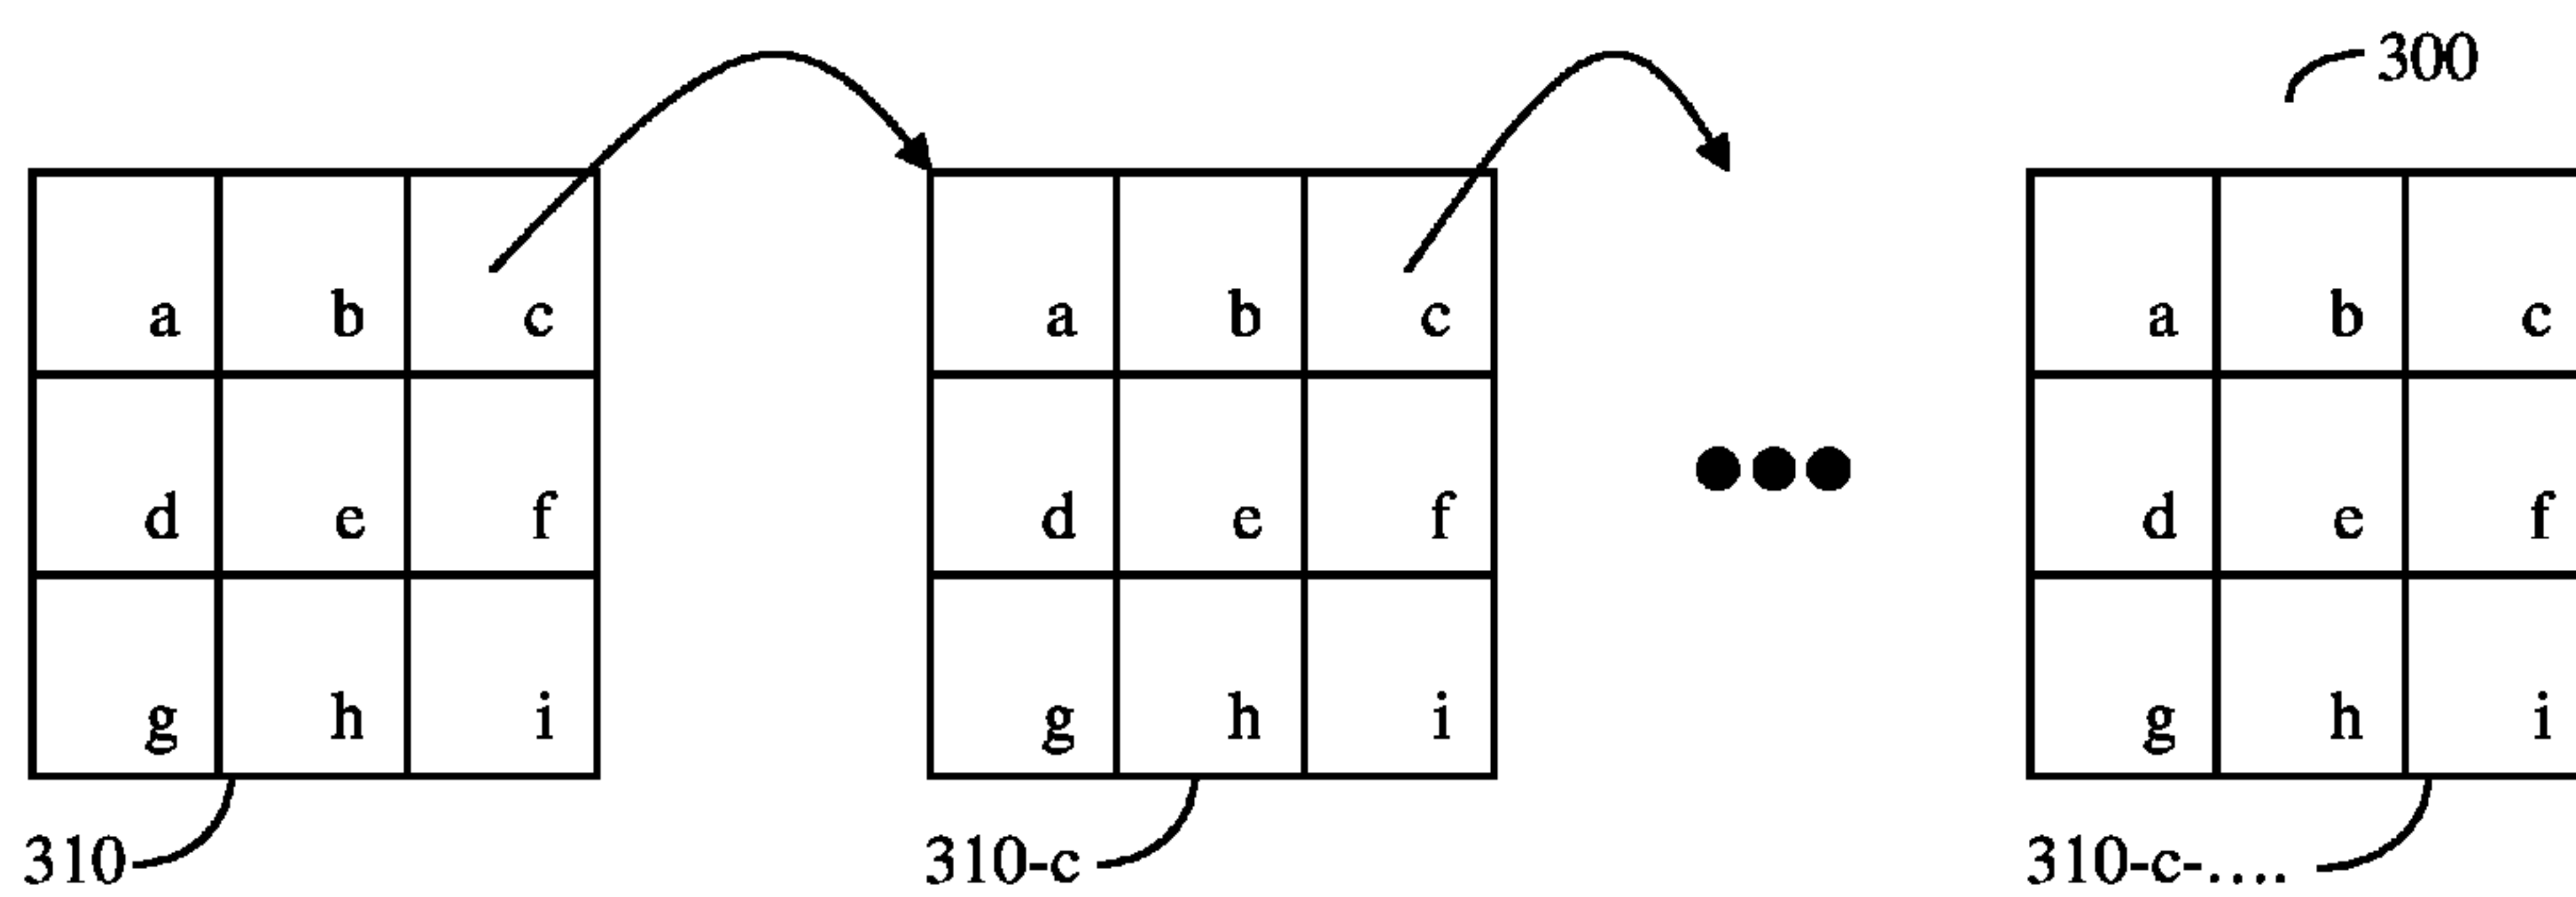 300
a b c a b c a b c
d e f d e f d e f
g h i g h i g h i
310 310-c 310-c-....